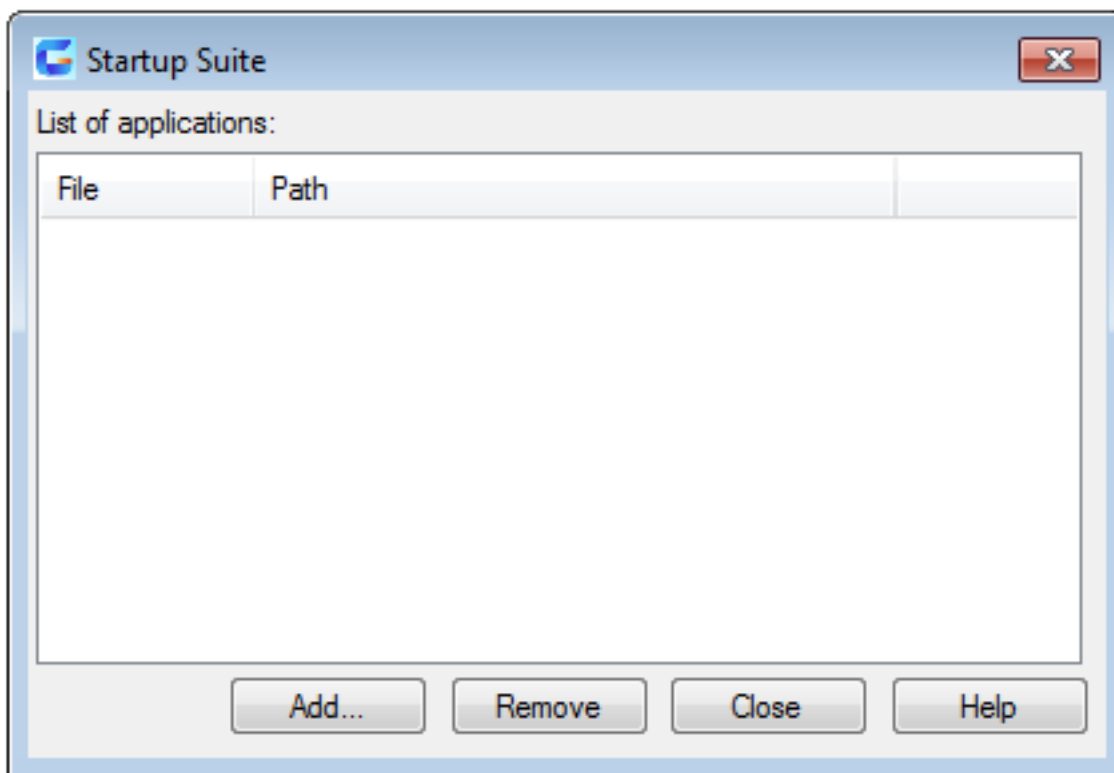 Startup Suite
List of applications:
File Path
Add... Remove Close Help